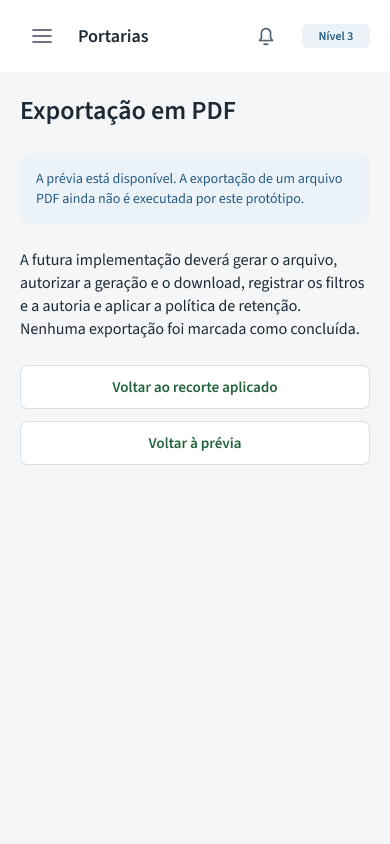 Portarias
Nível 3
Exportação em PDF
A prévia está disponível. A exportação de um arquivo
PDF ainda não é executada por este protótipo.
A futura implementação deverá gerar o arquivo,
autorizar a geração e o download, registrar os filtros
e a autoria e aplicar a política de retenção.
Nenhuma exportação foi marcada como concluída.
Voltar ao recorte aplicado
Voltar à prévia